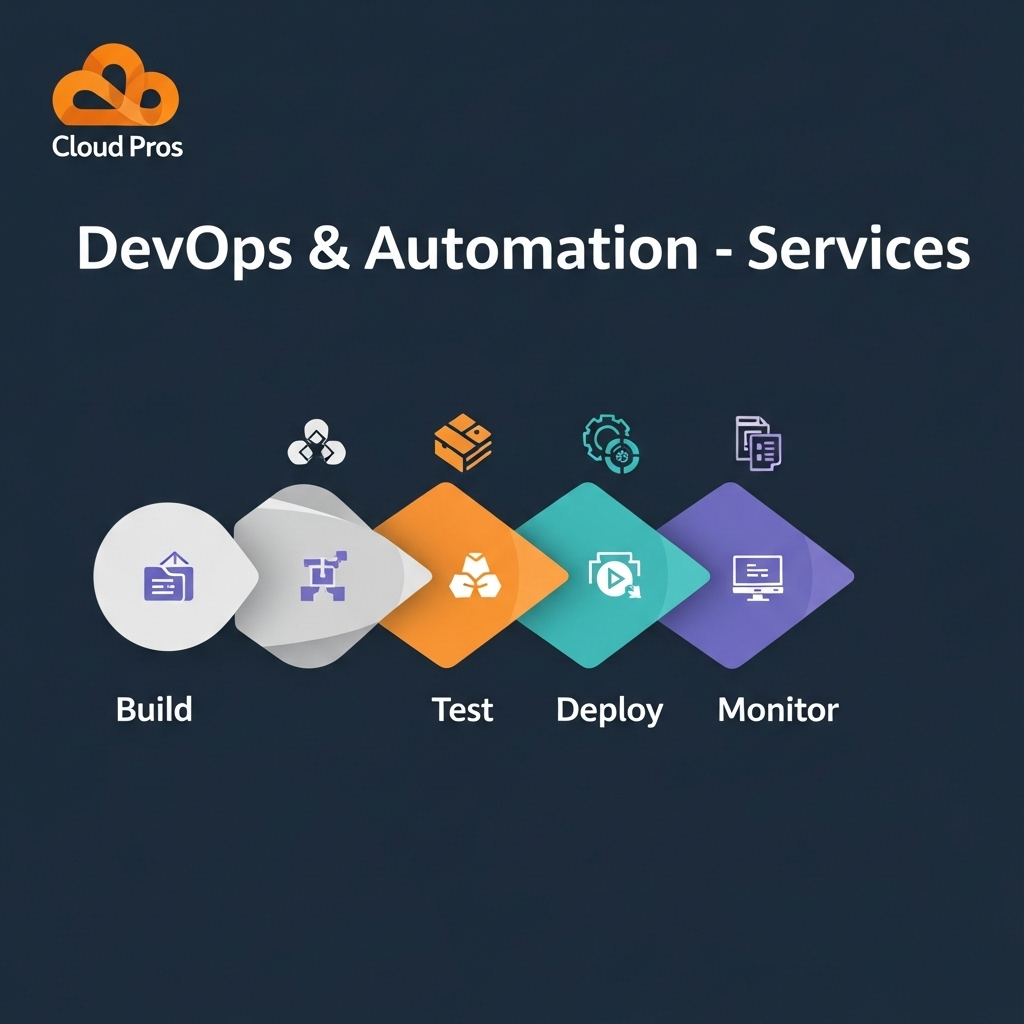 Cloud Pros
DevOps & Automation - Services
Build Test Deploy Monitor